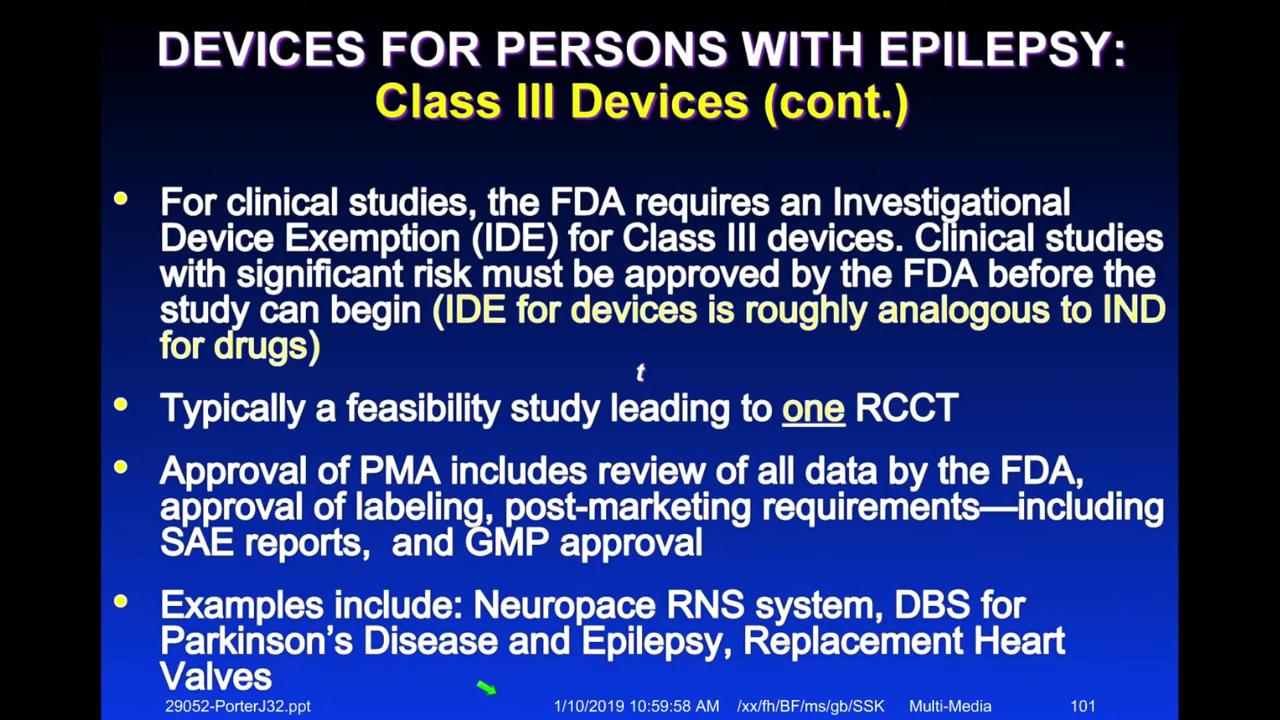 DEVICES FOR PERSONS WITH EPILEPSY:
Class III Devices (cont.)
• For clinical studies, the FDA requires an Investigational
Device Exemption (IDE) for Class III devices. Clinical studies
with significant risk must be approved by the FDA before the
study can begin (IDE for devices is roughly analogous to IND
for drugs)
t
• Typically a feasibility study leading to one RCCT
• Approval of PMA includes review of all data by the FDA,
approval of labeling, post-marketing requirements—including
SAE reports,  and GMP approval
• Examples include: Neuropace RNS system, DBS for
Parkinson’s Disease and Epilepsy, Replacement Heart
Valves
29052-PorterJ32.ppt 1/10/2019 10:59:58 AM /xx/fh/BF/ms/gb/SSK Multi-Media 101